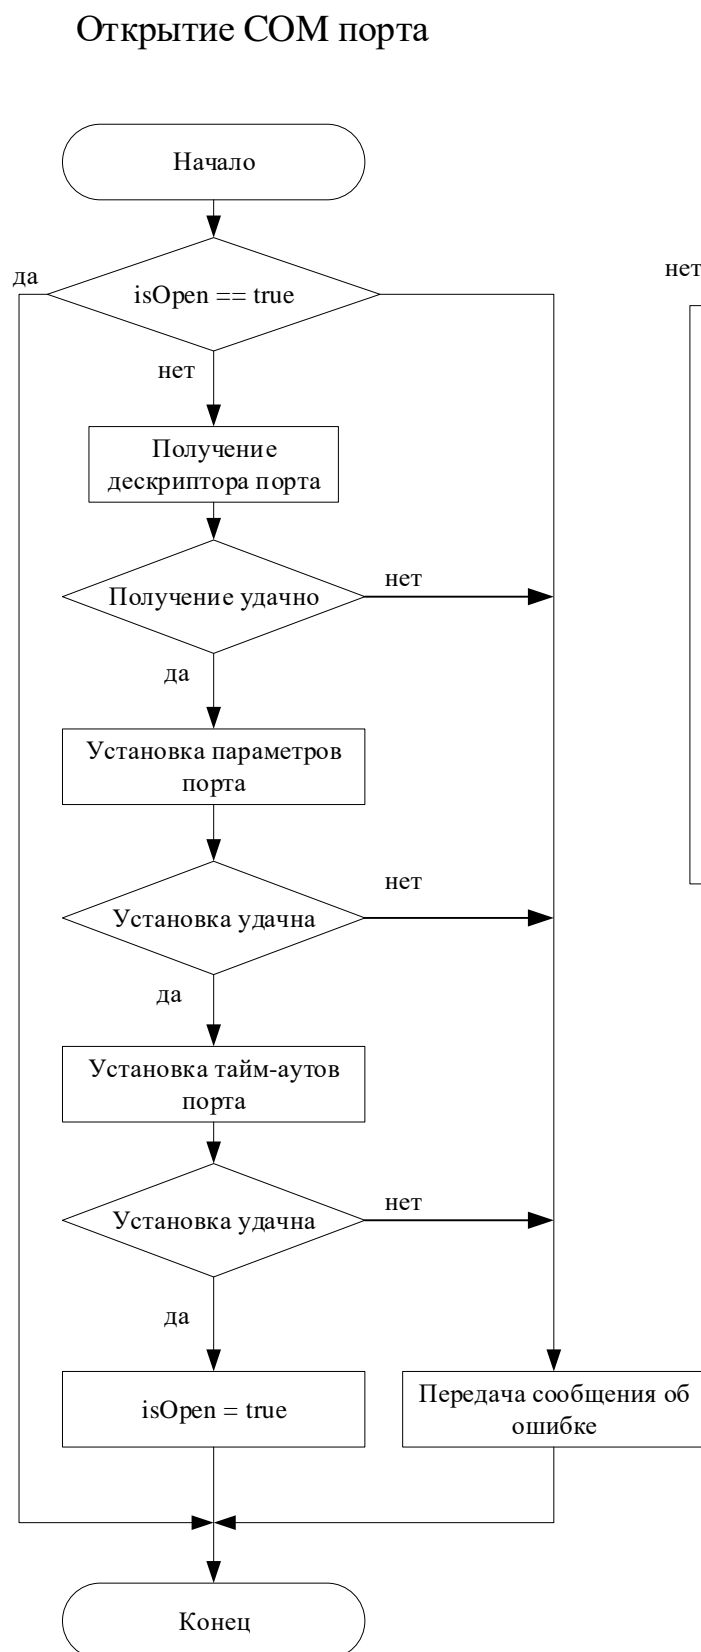 Открытие COM порта
Начало
да
isOpen == true
нет
нет
Получение
дескриптора порта
Получение удачно
нет
да
Установка параметров
порта
Установка удачна
нет
да
Установка тайм-аутов
порта
Установка удачна
нет
да
isOpen = true
Передача сообщения об
ошибке
Конец